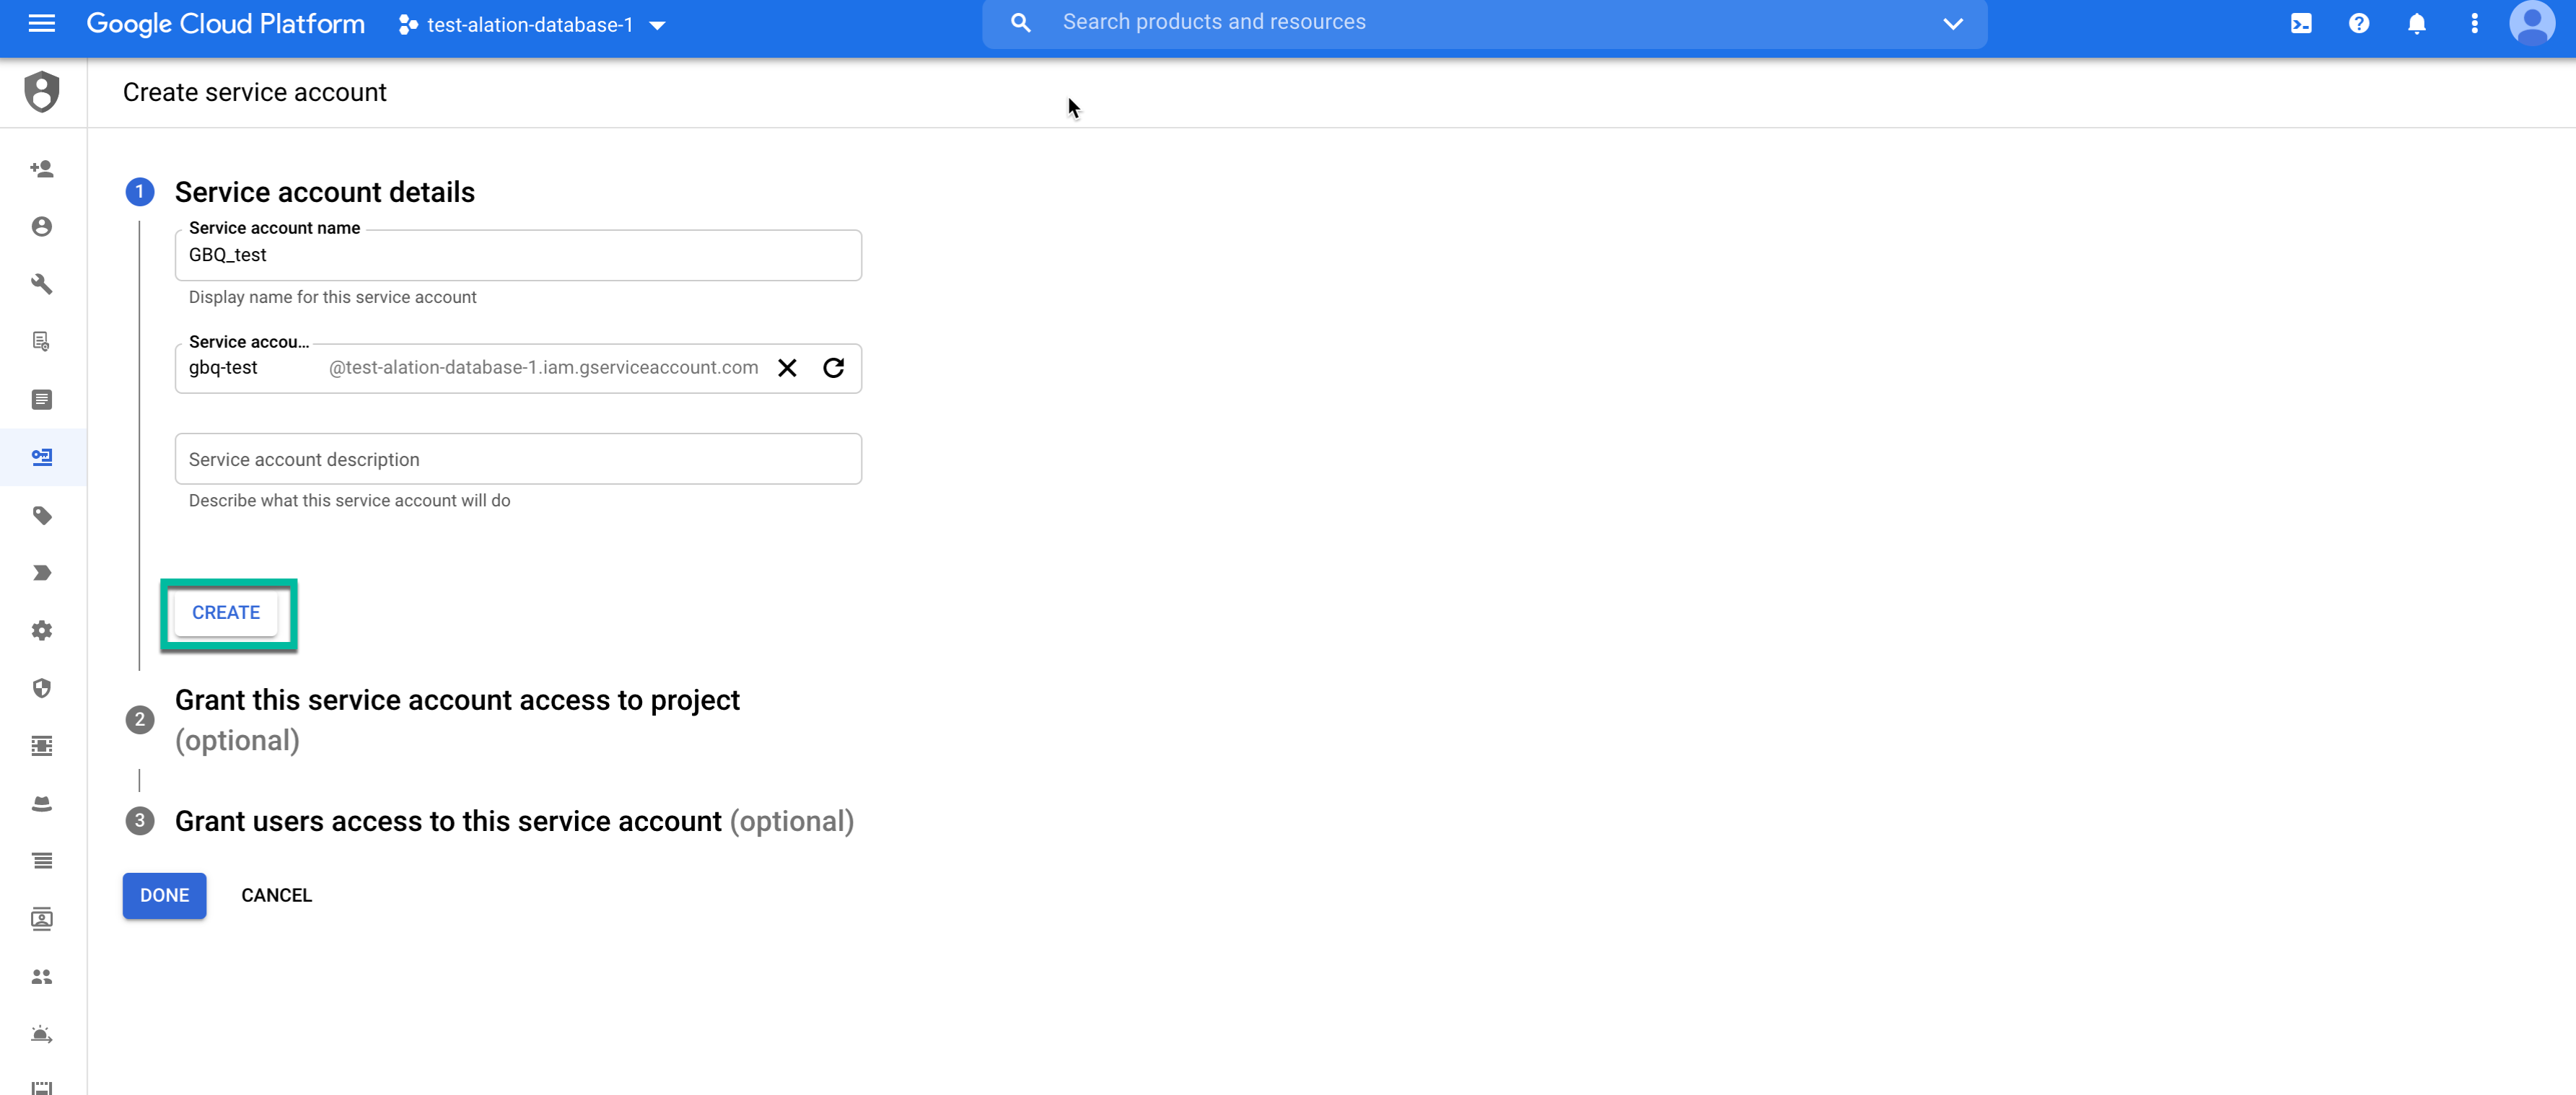 Google Cloud Platform
test-alation-database-1
Search products and resources
Create service account
1 Service account details
Service account name
GBQ_test
Display name for this service account
Service accou...
gbq-test @test-alation-database-1.iam.gserviceaccount.com
Service account description
Describe what this service account will do
CREATE
2 Grant this service account access to project
(optional)
3 Grant users access to this service account (optional)
DONE CANCEL